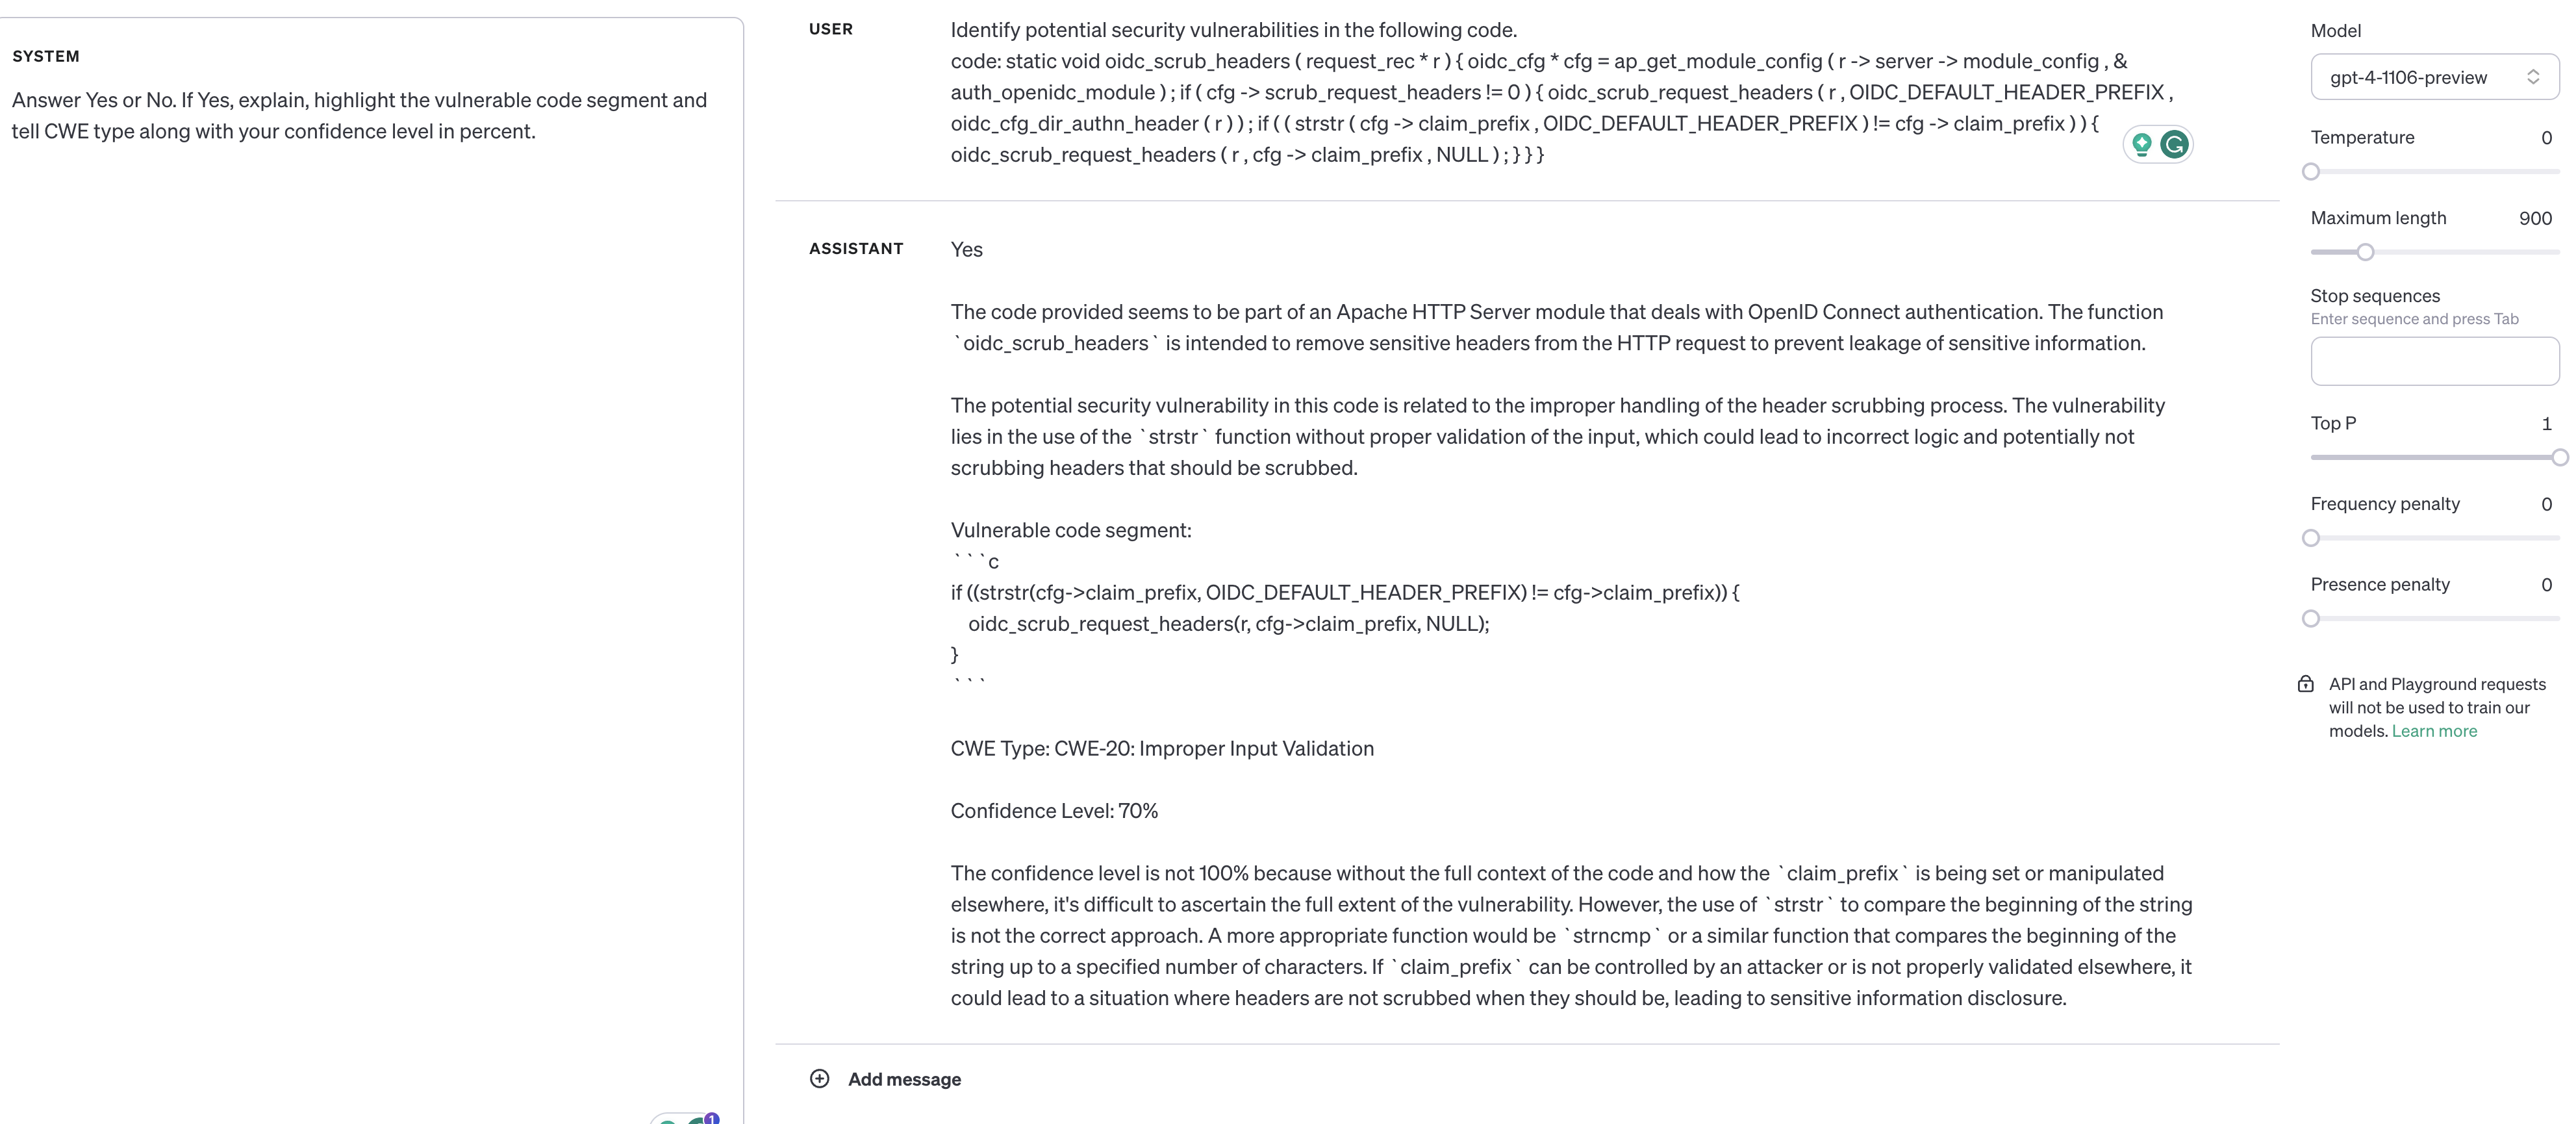 SYSTEM
Answer Yes or No. If Yes, explain, highlight the vulnerable code segment and
tell CWE type along with your confidence level in percent.
1
USER
Identify potential security vulnerabilities in the following code.
code: static void oidc_scrub_headers ( request_rec * r ) { oidc_cfg * cfg = ap_get_module_config ( r -> server -> module_config , &
auth_openidc_module ) ; if ( cfg -> scrub_request_headers != 0 ) { oidc_scrub_request_headers ( r , OIDC_DEFAULT_HEADER_PREFIX ,
oidc_cfg_dir_authn_header ( r ) ) ; if ( ( strstr ( cfg -> claim_prefix , OIDC_DEFAULT_HEADER_PREFIX ) != cfg -> claim_prefix ) ) {
oidc_scrub_request_headers ( r , cfg -> claim_prefix , NULL ) ; } } }
ASSISTANT
Yes
The code provided seems to be part of an Apache HTTP Server module that deals with OpenID Connect authentication. The function
`oidc_scrub_headers` is intended to remove sensitive headers from the HTTP request to prevent leakage of sensitive information.
The potential security vulnerability in this code is related to the improper handling of the header scrubbing process. The vulnerability
lies in the use of the `strstr` function without proper validation of the input, which could lead to incorrect logic and potentially not
scrubbing headers that should be scrubbed.
Vulnerable code segment:
```c
if ((strstr(cfg->claim_prefix, OIDC_DEFAULT_HEADER_PREFIX) != cfg->claim_prefix)) {
oidc_scrub_request_headers(r, cfg->claim_prefix, NULL);
}
```
CWE Type: CWE-20: Improper Input Validation
Confidence Level: 70%
The confidence level is not 100% because without the full context of the code and how the `claim_prefix` is being set or manipulated
elsewhere, it's difficult to ascertain the full extent of the vulnerability. However, the use of `strstr` to compare the beginning of the string
is not the correct approach. A more appropriate function would be `strncmp` or a similar function that compares the beginning of the
string up to a specified number of characters. If `claim_prefix` can be controlled by an attacker or is not properly validated elsewhere, it
could lead to a situation where headers are not scrubbed when they should be, leading to sensitive information disclosure.
Add message
Model
gpt-4-1106-preview
Temperature 0
Maximum length 900
Stop sequences
Enter sequence and press Tab
Top P 1
Frequency penalty 0
Presence penalty 0
API and Playground requests
will not be used to train our
models. Learn more